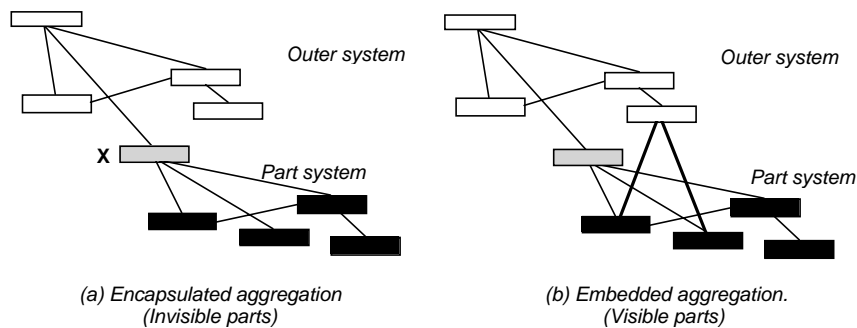 Outer system
X
Part system
(a) Encapsulated aggregation
(Invisible parts)
Outer system
Part system
(b) Embedded aggregation.
(Visible parts)